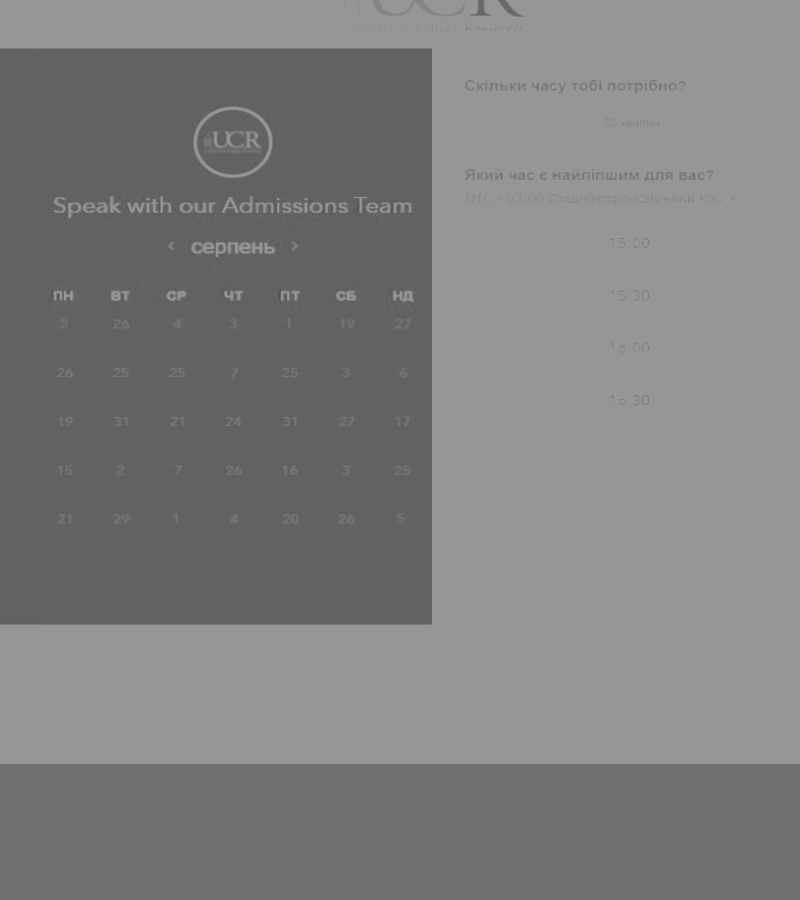 UCR
University College Roosevelt
UCR
Speak with our Admissions Team
< серпень >
ПН ВТ СР ЧТ ПТ СБ НД
2 26 4 3 1 19 27
26 25 25 7 25 3 6
19 31 21 24 31 27 17
15 2 7 26 16 3 25
21 29 1 4 20 26 5
Скільки часу тобі потрібно?
30 хвилин
Який час є найліпшим для вас?
UTC +03:00 Східноєвропейський час
15:00
15:30
16:00
16:30